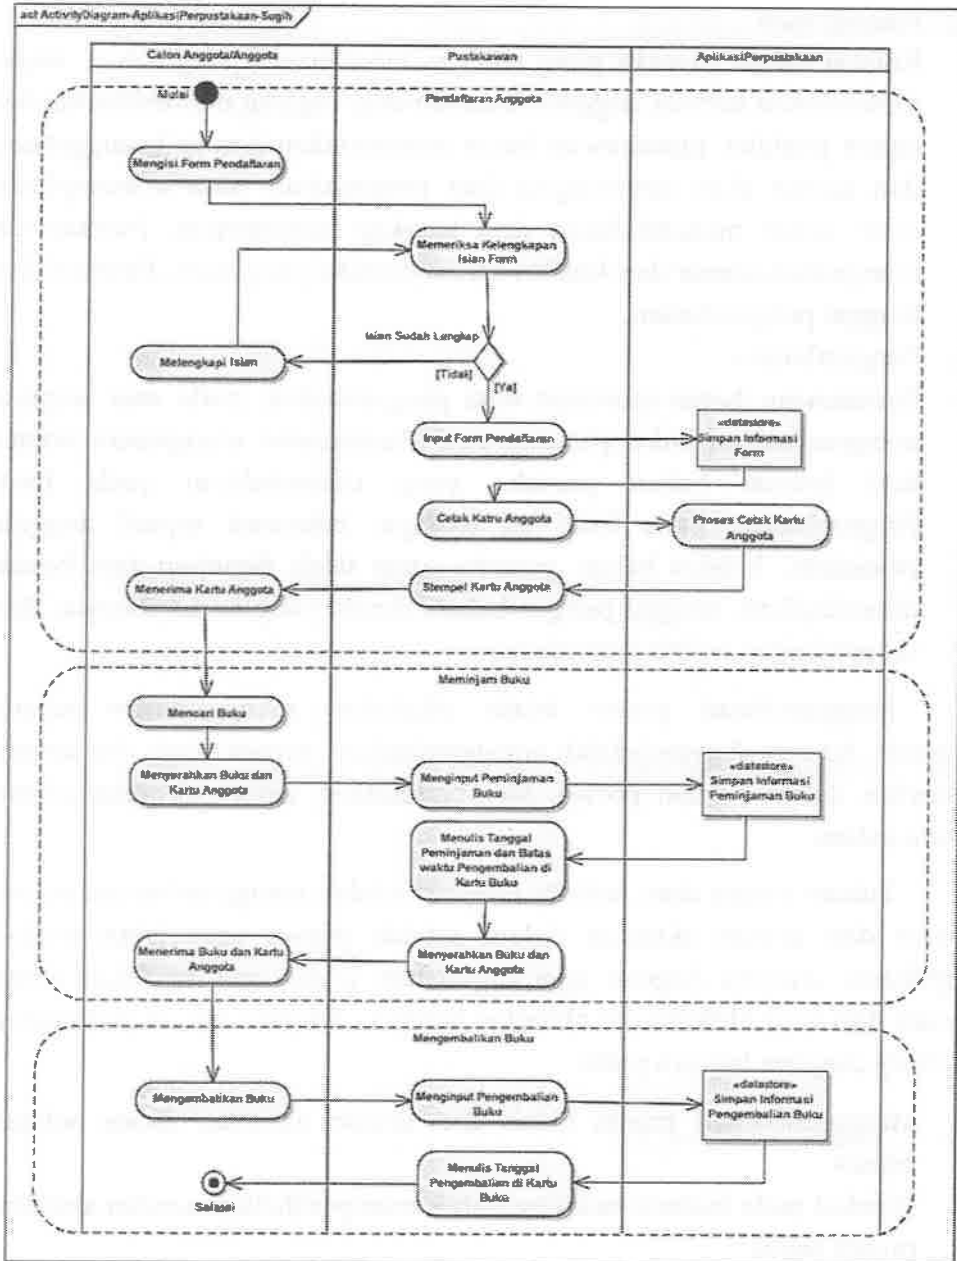 act ActivityDiagram-AplikasiPerpustakaan-Sugih
Calon Anggota/Anggota
Pustakawan
AplikasiPerpustakaan
Mulai
Pendaftaran Anggota
Mengisi Form Pendaftaran
Memeriksa Kelengkapan
Isian Form
Isian Sudah Lengkap
Melengkapi Isian
[Tidak]
[Ya]
Input Form Pendaftaran
«datastore»
Simpan Informasi
Form
Cetak Katru Anggota
Proses Cetak Kartu
Anggota
Menerima Kartu Anggota
Stempel Kartu Anggota
Meminjam Buku
Mencari Buku
Menyerahkan Buku dan
Kartu Anggota
Menginput Peminjaman
Buku
«datastore»
Simpan Informasi
Peminjaman Buku
Menulis Tanggal
Peminjaman dan Batas
waktu Pengembalian di
Kartu Buku
Menerima Buku dan Kartu
Anggota
Menyerahkan Buku dan
Kartu Anggota
Mengembalikan Buku
Mengembalikan Buku
Menginput Pengembalian
Buku
«datastore»
Simpan Informasi
Pengembalian Buku
Menulis Tanggal
Pengembalian di Kartu
Buku
Selesai